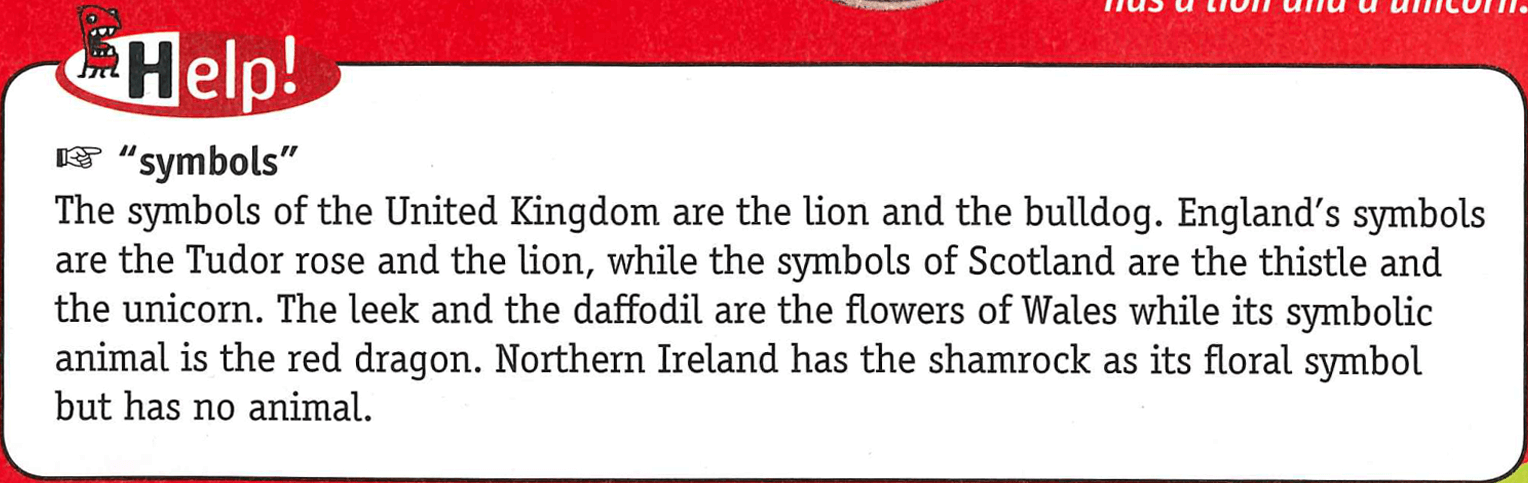 has a lion and a unicorn.
Help!
☞ “symbols”
The symbols of the United Kingdom are the lion and the bulldog. England’s symbols
are the Tudor rose and the lion, while the symbols of Scotland are the thistle and
the unicorn. The leek and the daffodil are the flowers of Wales while its symbolic
animal is the red dragon. Northern Ireland has the shamrock as its floral symbol
but has no animal.